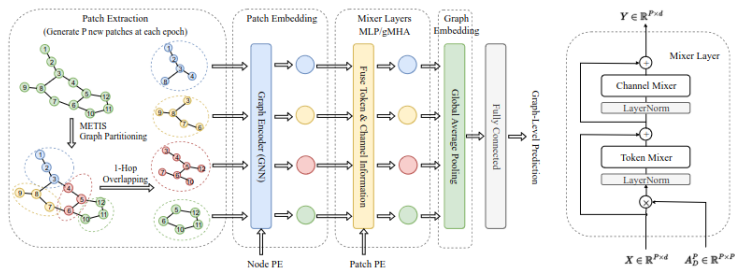 Patch Extraction
(Generate P new patches at each epoch)
Patch Embedding
Mixer Layers
MLP/gMHA
Graph
Embedding
METIS
Graph Partitioning
1-Hop
Overlapping
Graph Encoder (GNN)
Fuse Token & Channel Information
Global Average Pooling
Fully Connected
Graph-Level Prediction
Node PE
Patch PE
Y ∈ ℝ^{P×d}
Mixer Layer
Channel Mixer
LayerNorm
Token Mixer
LayerNorm
X ∈ ℝ^{P×d}
A_D^P ∈ ℝ^{P×P}